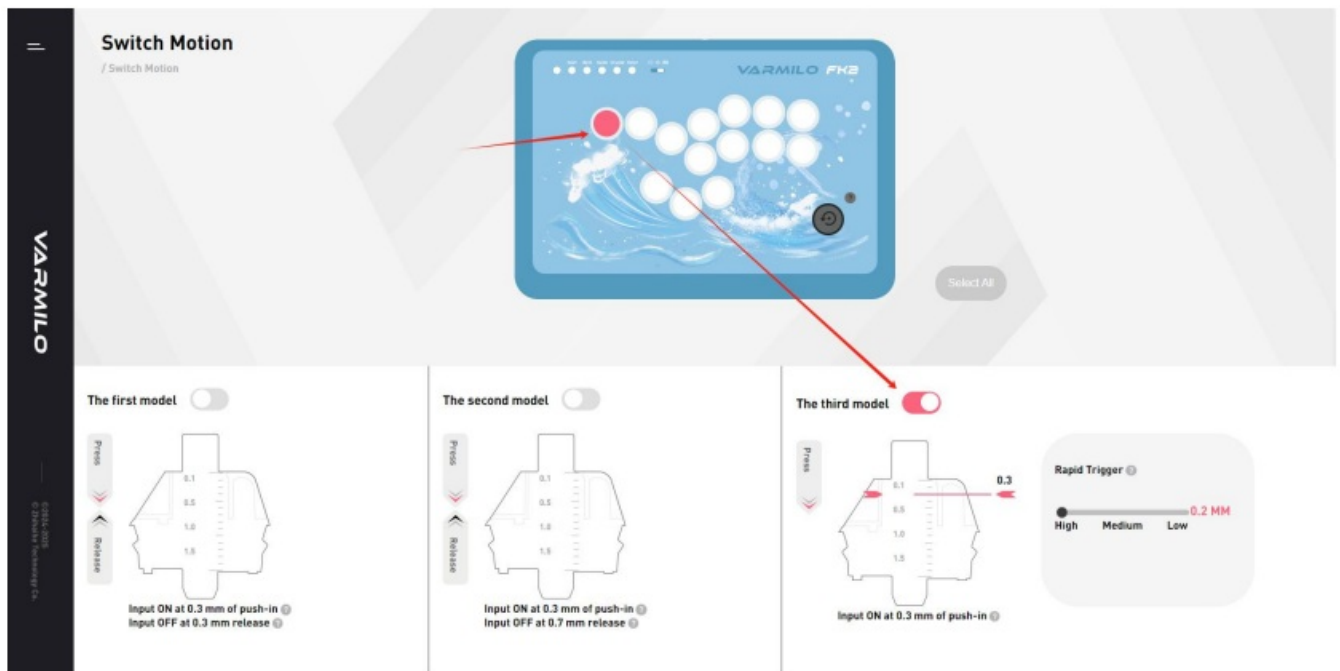 Switch Motion
/ Switch Motion
VARMILO FK2
Select All
VARMILO
©2024-2025
The first model
Press
Release
0.1
0.5
1.0
1.5
Input ON at 0.3 mm of push-in
Input OFF at 0.3 mm release
The second model
Press
Release
0.1
0.5
1.0
1.5
Input ON at 0.3 mm of push-in
Input OFF at 0.7 mm release
The third model
Press
0.1
0.5
1.0
1.5
0.3
Input ON at 0.3 mm of push-in
Rapid Trigger
0.2 MM
High Medium Low